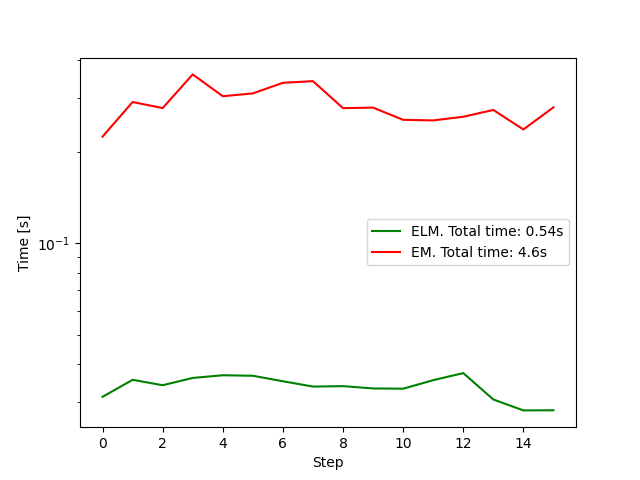 Time [s]
10⁻¹
ELM. Total time: 0.54s
EM. Total time: 4.6s
0 2 4 6 8 10 12 14
Step